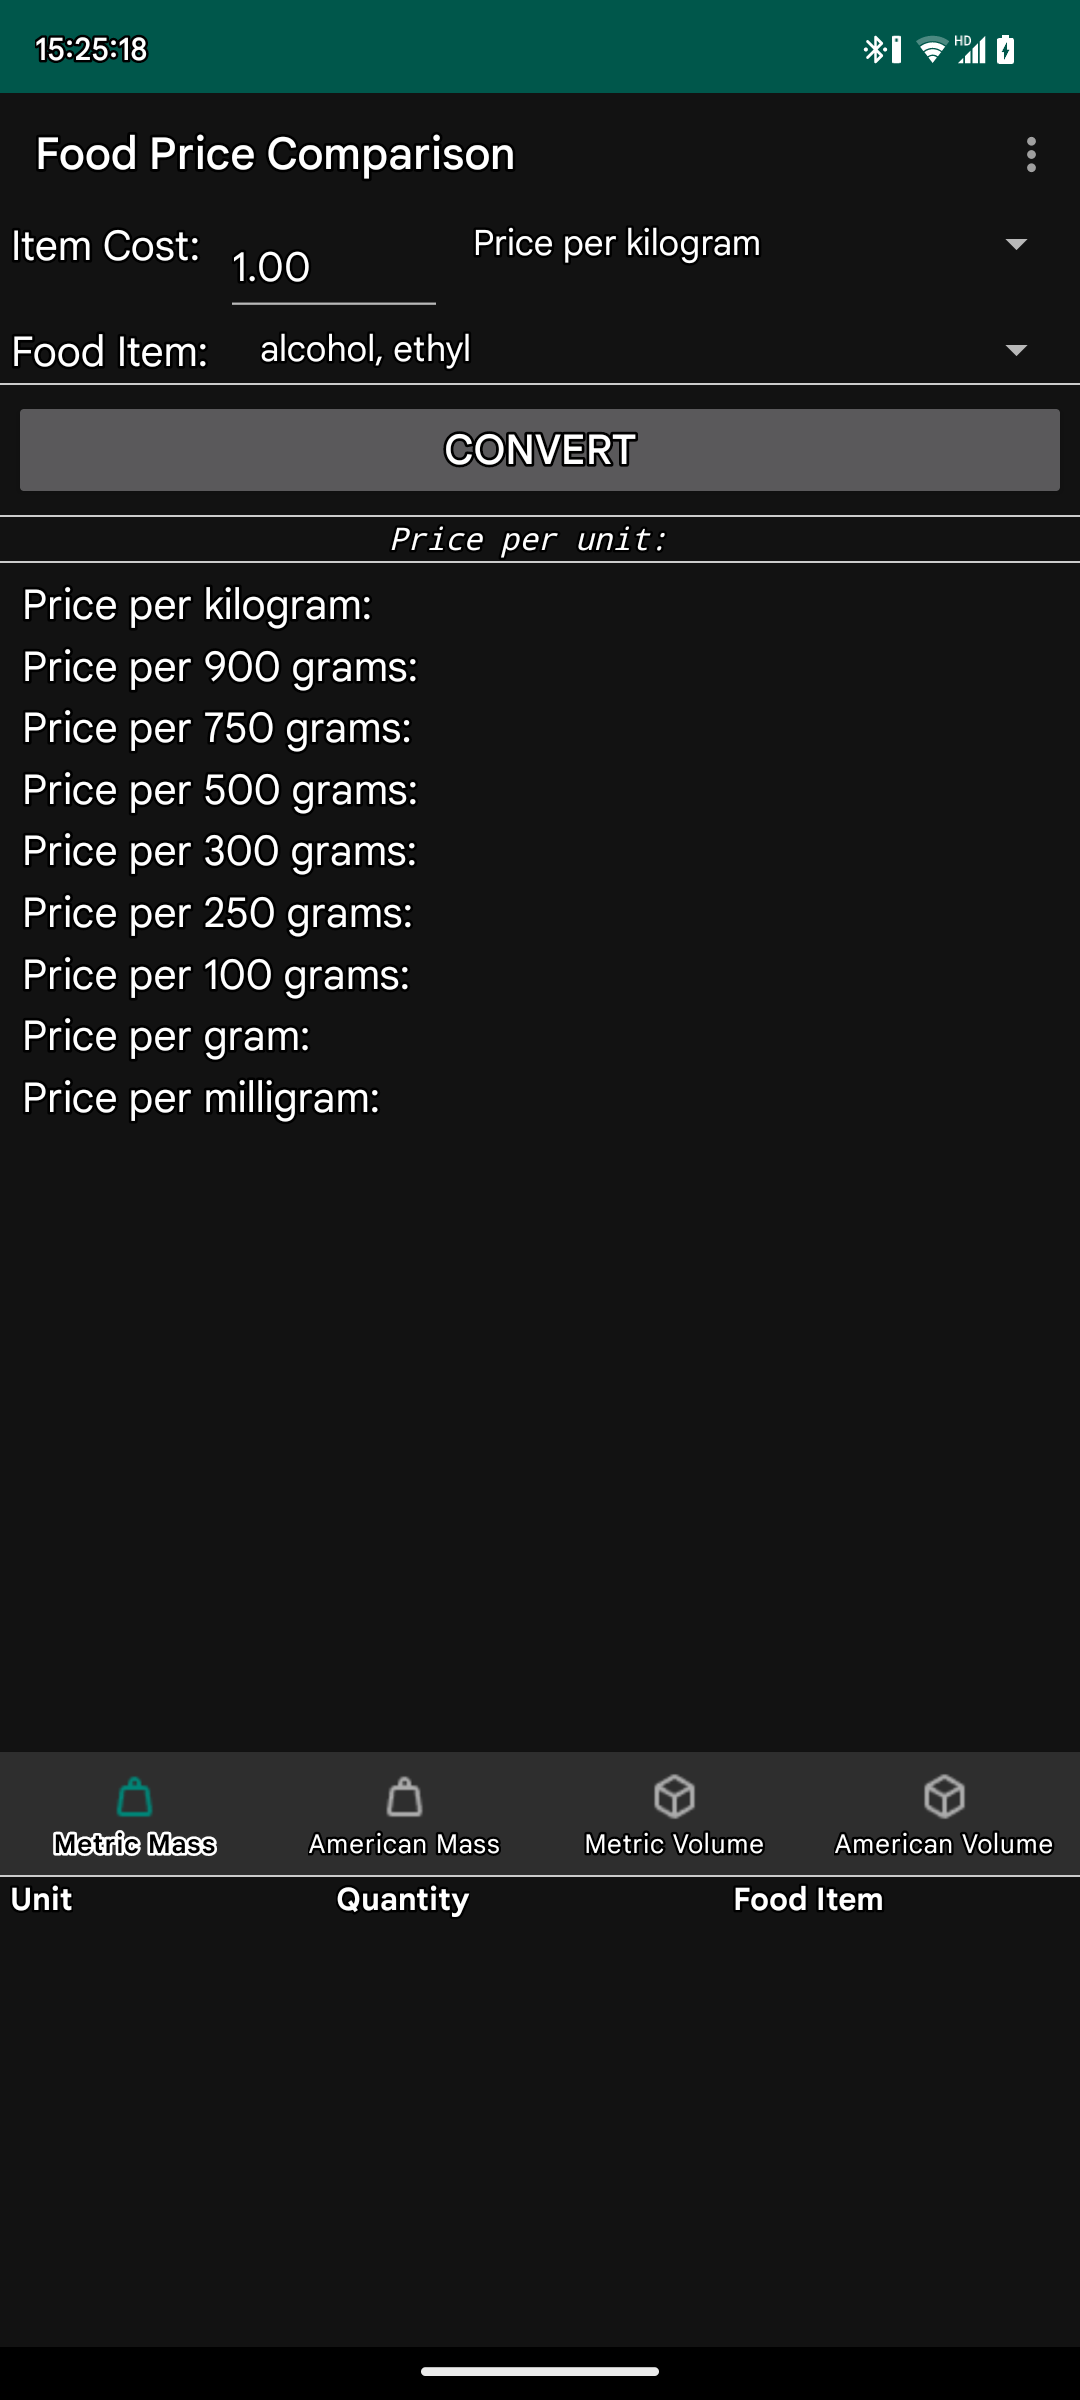 15:25:18
HD
Food Price Comparison
Item Cost: 1.00 Price per kilogram
Food Item: alcohol, ethyl
CONVERT
Price per unit:
Price per kilogram:
Price per 900 grams:
Price per 750 grams:
Price per 500 grams:
Price per 300 grams:
Price per 250 grams:
Price per 100 grams:
Price per gram:
Price per milligram:
Metric Mass American Mass Metric Volume American Volume
Unit Quantity Food Item